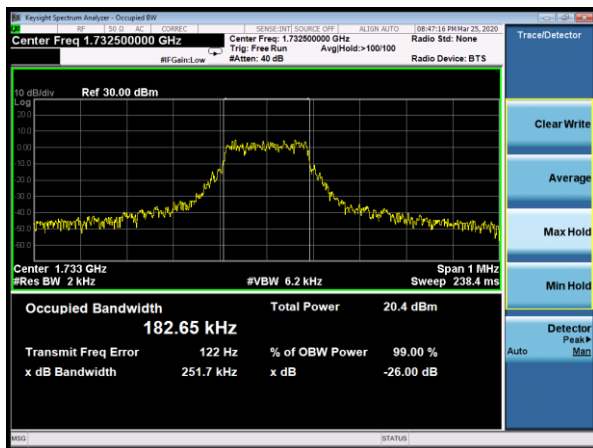 Keysight Spectrum Analyzer - Occupied BW
RF 50 Ω AC CORREC SENSE:INT SOURCE OFF ALIGN AUTO 08:47:16 PM Mar 25, 2020
Center Freq 1.732500000 GHz
Center Freq: 1.732500000 GHz
Radio Std: None
Trig: Free Run Avg|Hold:>100/100
#IFGain:Low #Atten: 40 dB Radio Device: BTS
Trace/Detector
10 dB/div Ref 30.00 dBm
Log
20.0
10.0
0.00
-10.0
-20.0
-30.0
-40.0
-50.0
-60.0
Center 1.733 GHz Span 1 MHz
#Res BW 2 kHz #VBW 6.2 kHz Sweep 238.4 ms
Occupied Bandwidth Total Power 20.4 dBm
182.65 kHz
Transmit Freq Error 122 Hz % of OBW Power 99.00 %
x dB Bandwidth 251.7 kHz x dB -26.00 dB
Clear Write
Average
Max Hold
Min Hold
Detector
Peak▶
Auto Man
MSG STATUS